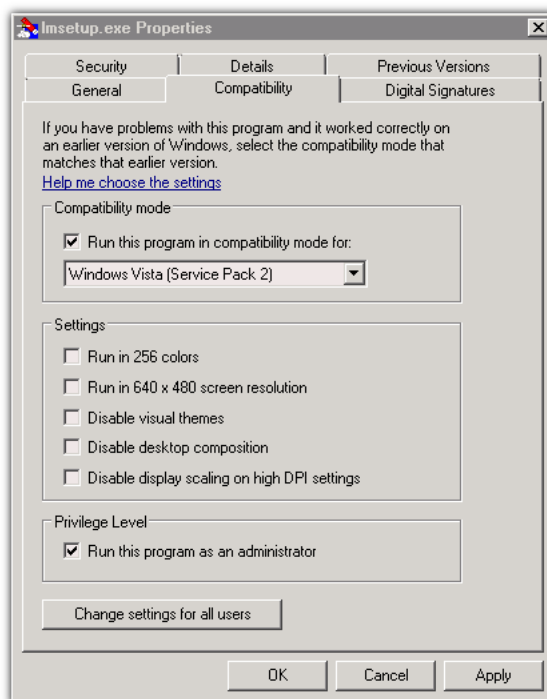 lmsetup.exe Properties
Security
Details
Previous Versions
General
Compatibility
Digital Signatures
If you have problems with this program and it worked correctly on
an earlier version of Windows, select the compatibility mode that
matches that earlier version.
Help me choose the settings
Compatibility mode
Run this program in compatibility mode for:
Windows Vista (Service Pack 2)
Settings
Run in 256 colors
Run in 640 x 480 screen resolution
Disable visual themes
Disable desktop composition
Disable display scaling on high DPI settings
Privilege Level
Run this program as an administrator
Change settings for all users
OK
Cancel
Apply